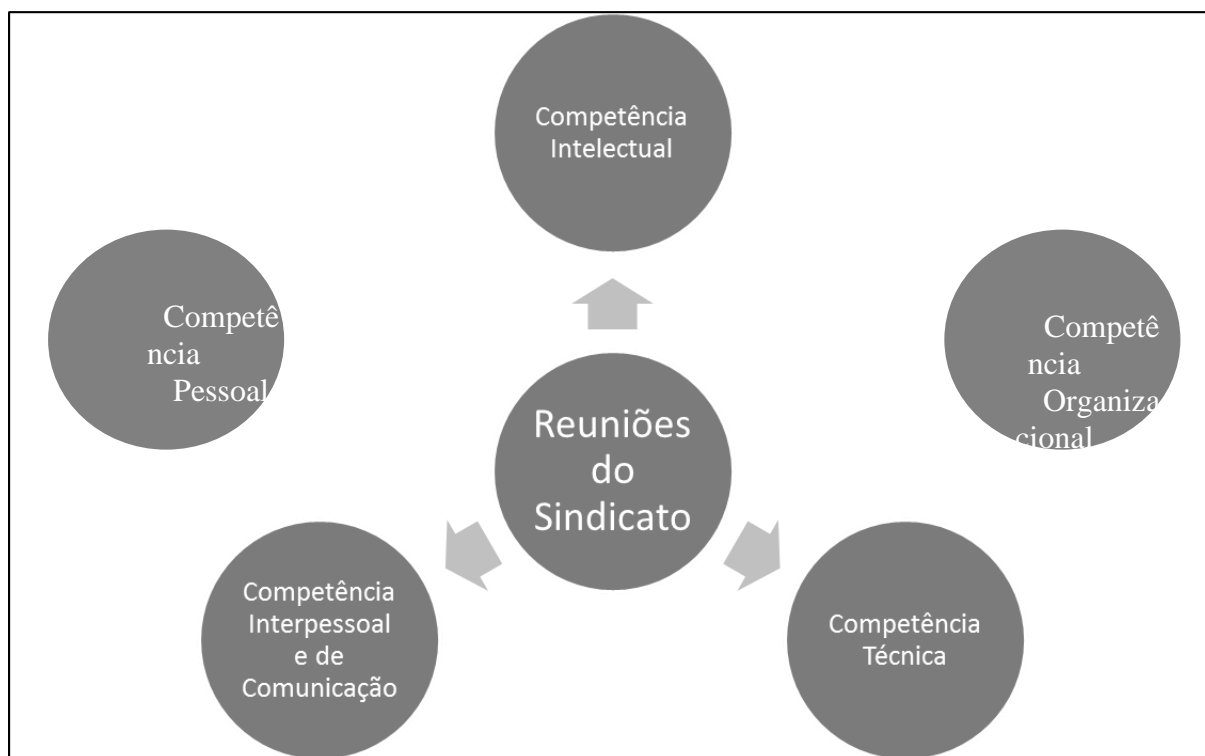 Competência
Intelectual
Competê
ncia
Pessoal
Competê
ncia
Organiza
cional
Reuniões
do
Sindicato
Competência
Interpessoal
e de
Comunicação
Competência
Técnica